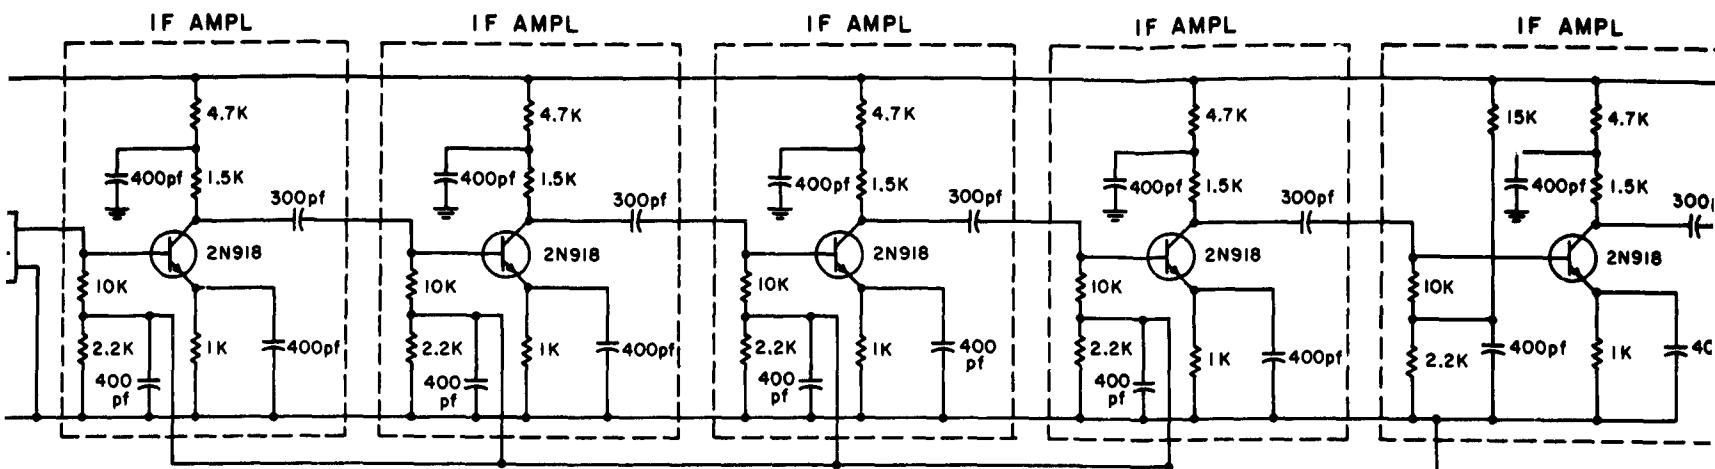 IF AMPL
4.7K
400pf
1.5K
300pf
2N918
10K
2.2K
400
pf
1K
400pf
IF AMPL
4.7K
400pf
1.5K
300pf
2N918
10K
2.2K
400
pf
1K
400pf
IF AMPL
4.7K
400pf
1.5K
300pf
2N918
10K
2.2K
400
pf
1K
400
pf
IF AMPL
4.7K
400pf
1.5K
300pf
2N918
10K
2.2K
400
pf
1K
400pf
IF AMPL
15K
4.7K
400pf
1.5K
300
2N918
10K
2.2K
400pf
1K